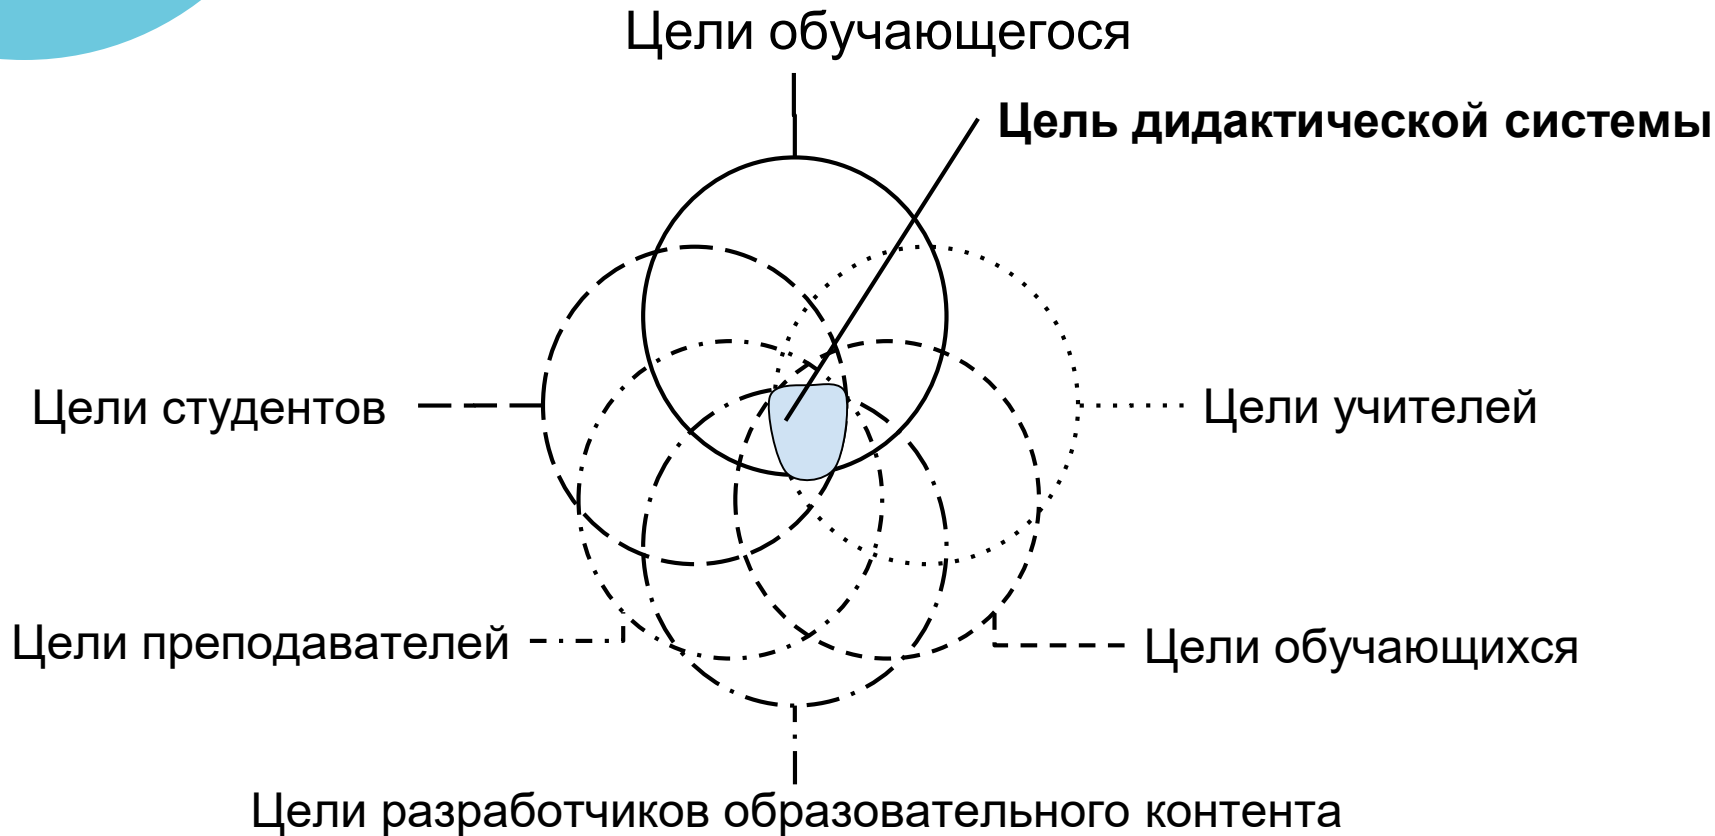 Цели обучающегося
Цель дидактической системы
Цели студентов
Цели учителей
Цели преподавателей
Цели обучающихся
Цели разработчиков образовательного контента